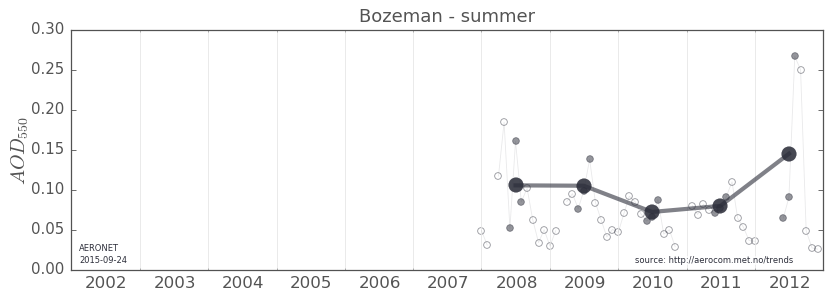 Bozeman - summer
0.30
0.25
0.20
0.15
0.10
0.05
0.00
AOD550
AERONET
2015-09-24
source: http://aerocom.met.no/trends
2002 2003 2004 2005 2006 2007 2008 2009 2010 2011 2012